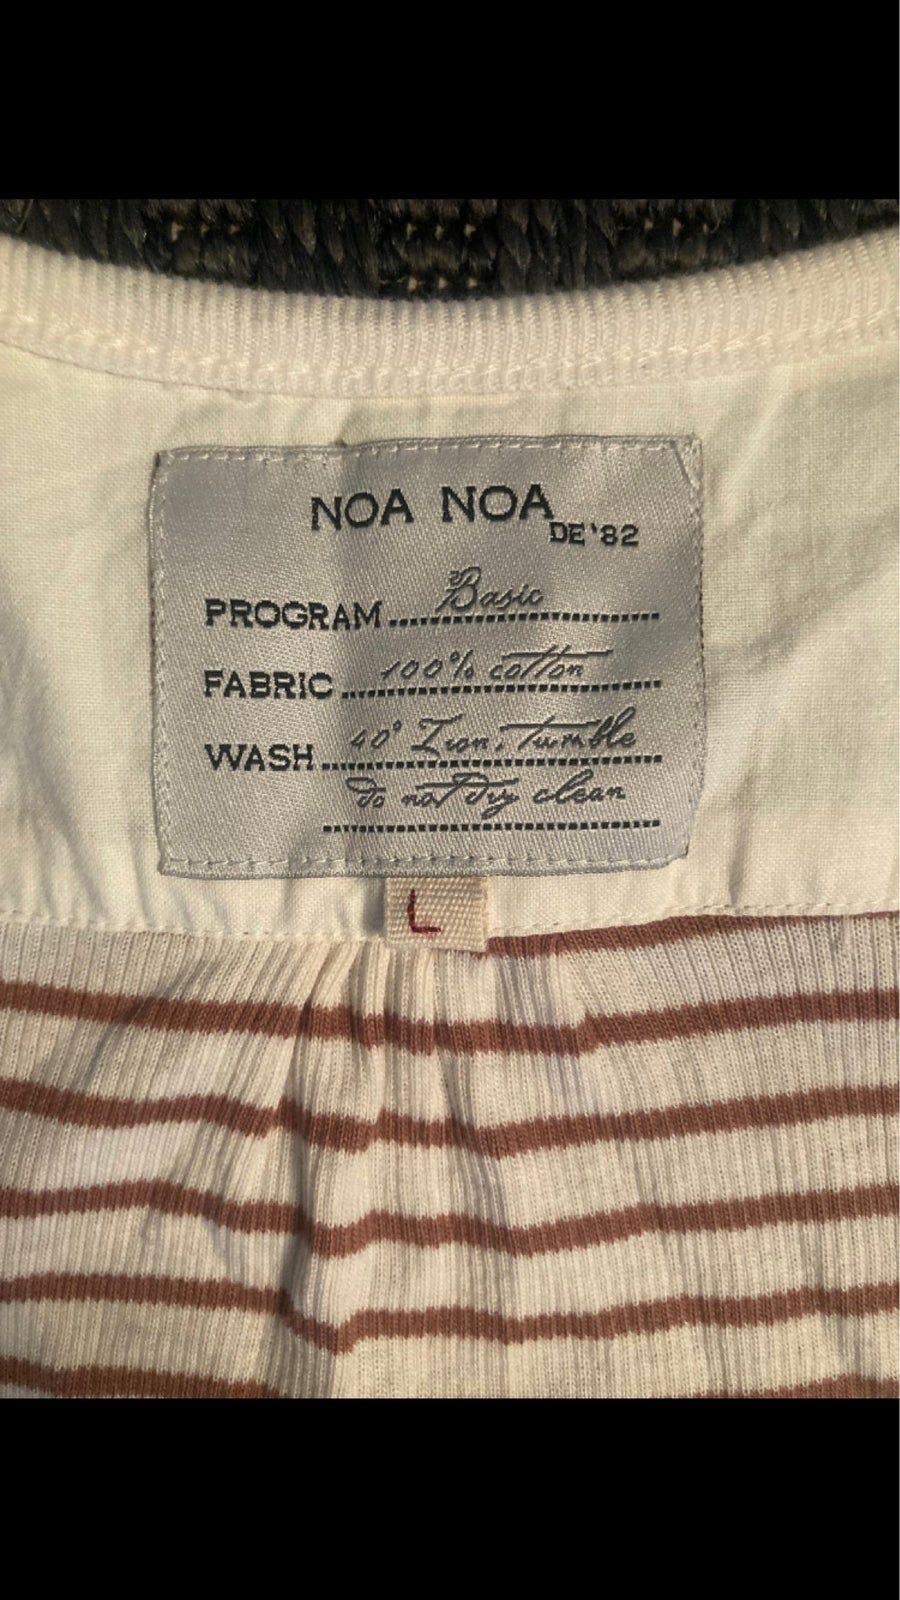 NOA NOA
DE '82
PROGRAM Basic
FABRIC 100% cotton
WASH 40° Iron, Tumble
do not dry clean
L